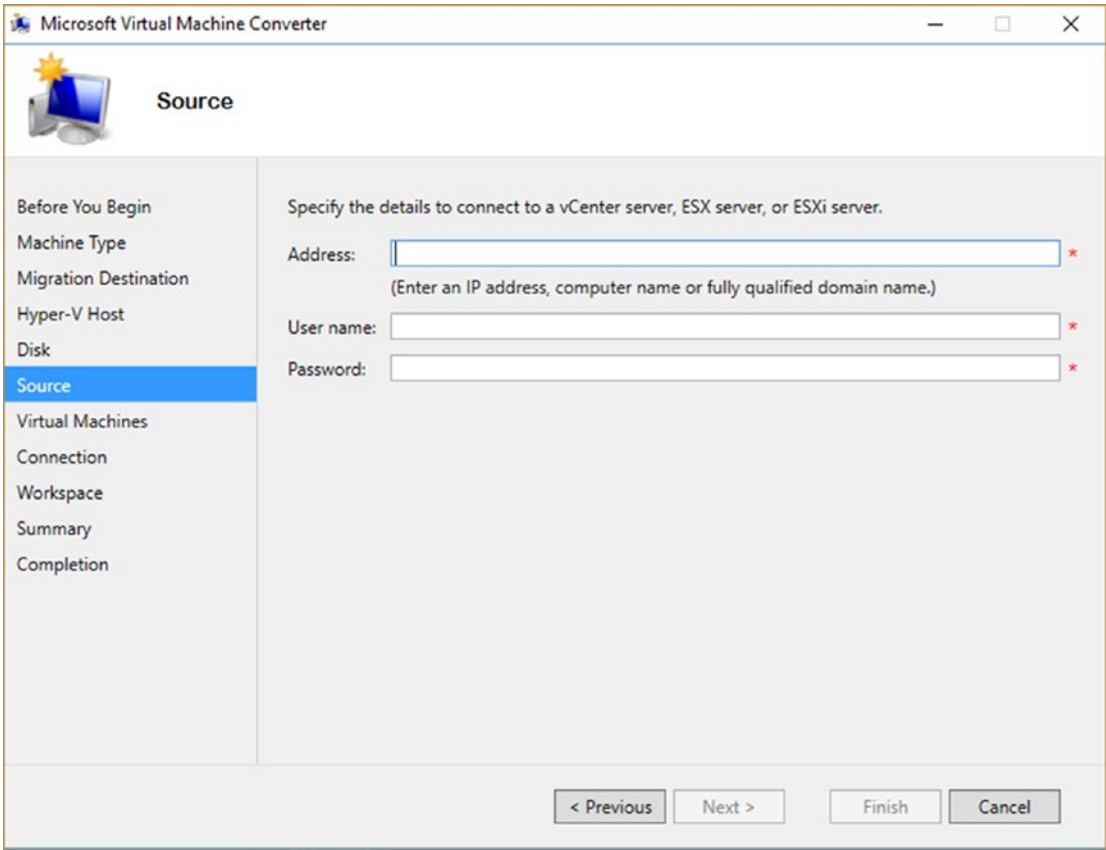 Microsoft Virtual Machine Converter
Source
Before You Begin
Machine Type
Migration Destination
Hyper-V Host
Disk
Source
Virtual Machines
Connection
Workspace
Summary
Completion
Specify the details to connect to a vCenter server, ESX server, or ESXi server.
Address: *
(Enter an IP address, computer name or fully qualified domain name.)
User name: *
Password: *
< Previous Next > Finish Cancel